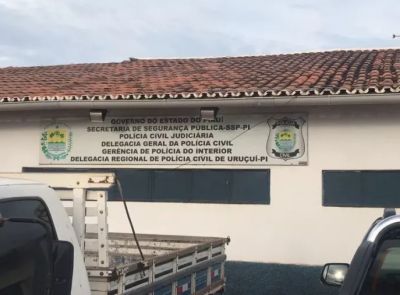 GOVERNO DO ESTADO DO PIAUÍ
SECRETARIA DE SEGURANÇA PÚBLICA-SSP-PI
POLÍCIA CIVIL JUDICIÁRIA
DELEGACIA GERAL DA POLÍCIA CIVIL
GERÊNCIA DE POLÍCIA DO INTERIOR
DELEGACIA REGIONAL DE POLÍCIA CIVIL DE URUÇUÍ-PI